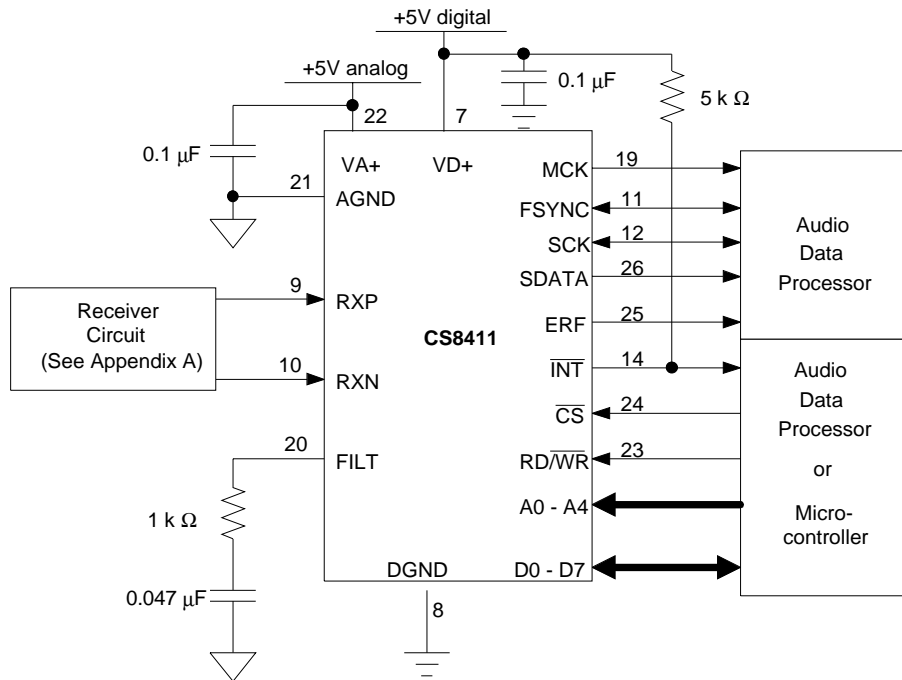 +5V digital
+5V analog
0.1 μF
5 k Ω
22
7
0.1 μF
VA+
VD+
MCK
19
21
AGND
FSYNC
11
SCK
12
Audio
Data
Processor
SDATA
26
9
RXP
Receiver
Circuit
(See Appendix A)
ERF
25
CS8411
10
RXN
INT
14
CS
24
Audio
Data
Processor
or
Micro-
controller
20
FILT
RD/WR
23
1 k Ω
A0 - A4
DGND
D0 - D7
0.047 μF
8